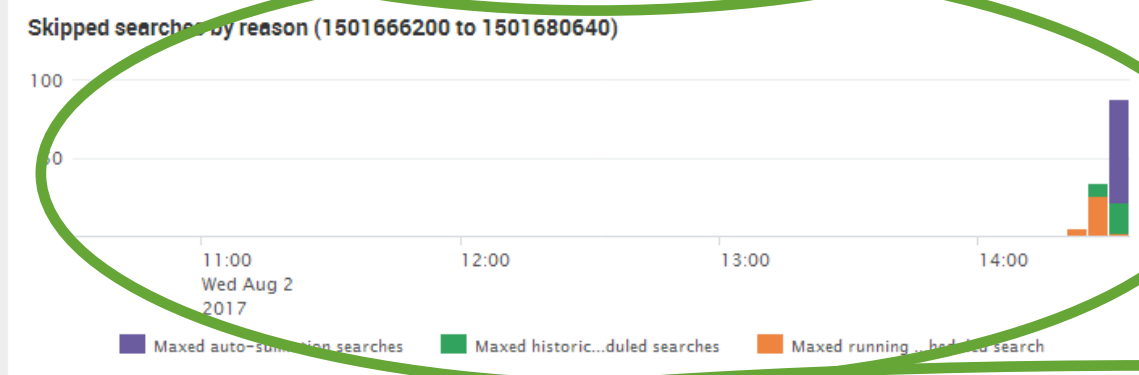 Skipped searches by reason (1501666200 to 1501680640)
100
11:00
12:00
13:00
14:00
Wed Aug 2
2017
Maxed auto-summation searches
Maxed historic...duled searches
Maxed running ... search